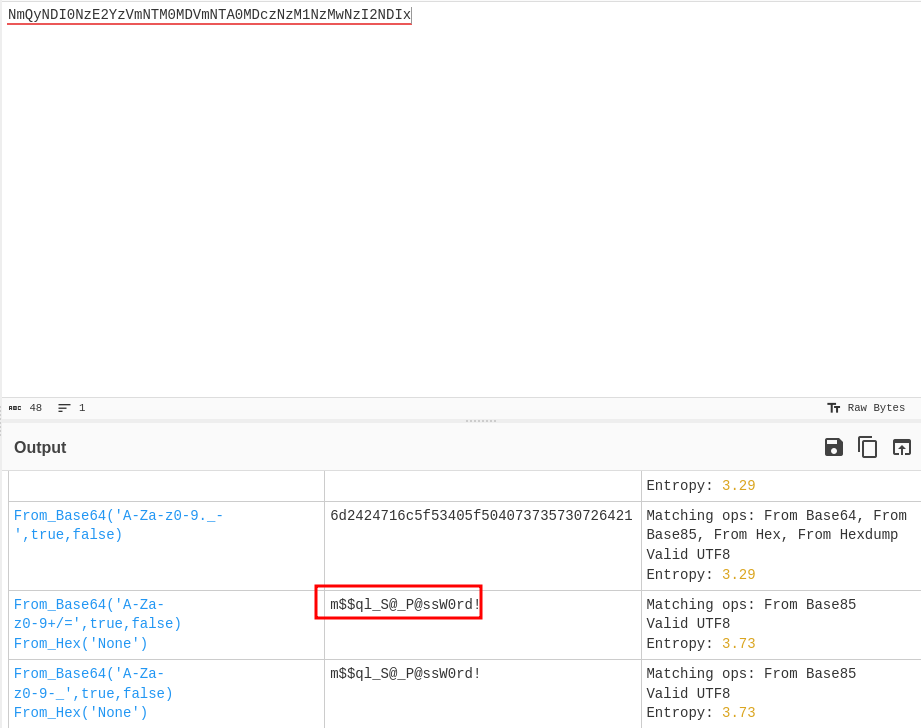 NmQyNDI0NzE2YzVmNTM0MDVmNTA0MDczNzM1NzMwNzI2NDIx
48 1 Raw Bytes
Output
Entropy: 3.29
From_Base64('A-Za-z0-9._- 6d2424716c5f53405f504073735730726421 Matching ops: From Base64, From
',true,false) Base85, From Hex, From Hexdump
Valid UTF8
Entropy: 3.29
From_Base64('A-Za- m$$ql_S@_P@ssW0rd! Matching ops: From Base85
z0-9+/=',true,false) Valid UTF8
From_Hex('None') Entropy: 3.73
From_Base64('A-Za- m$$ql_S@_P@ssW0rd! Matching ops: From Base85
z0-9-_',true,false) Valid UTF8
From_Hex('None') Entropy: 3.73